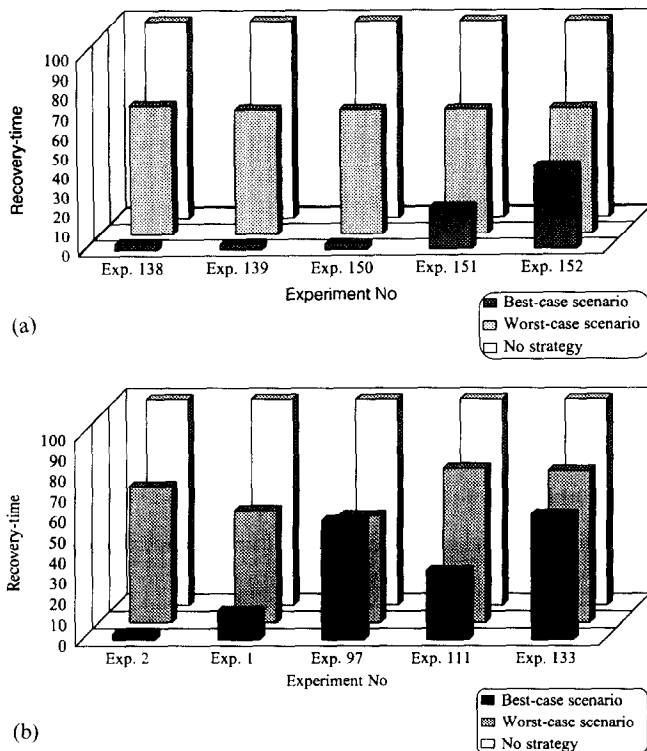 Recovery-time
100
90
80
70
60
50
40
30
20
10
0
Exp. 138 Exp. 139 Exp. 150 Exp. 151 Exp. 152
Experiment No
(a)
Best-case scenario
Worst-case scenario
No strategy
Recovery-time
100
90
80
70
60
50
40
30
20
10
0
Exp. 2 Exp. 1 Exp. 97 Exp. 111 Exp. 133
Experiment No
(b)
Best-case scenario
Worst-case scenario
No strategy